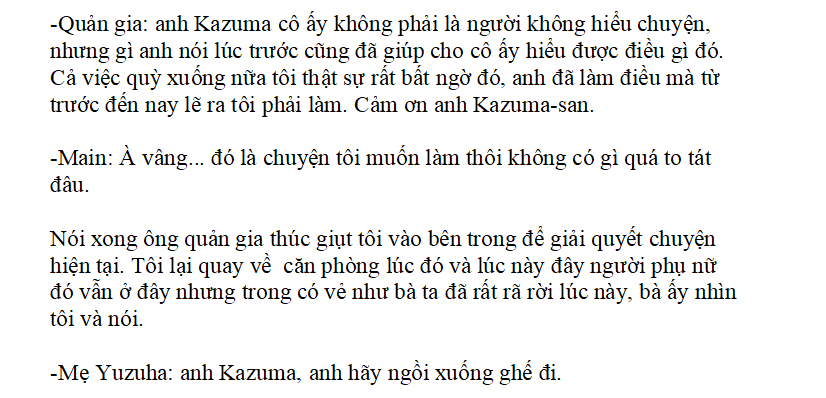 -Quản gia: anh Kazuma cô ấy không phải là người không hiểu chuyện,
nhưng gì anh nói lúc trước cũng đã giúp cho cô ấy hiểu được điều gì đó.
Cả việc quỳ xuống nữa tôi thật sự rất bất ngờ đó, anh đã làm điều mà từ
trước đến nay lẽ ra tôi phải làm. Cảm ơn anh Kazuma-san.
-Main: À vâng... đó là chuyện tôi muốn làm thôi không có gì quá to tát
đâu.
Nói xong ông quản gia thúc giụt tôi vào bên trong để giải quyết chuyện
hiện tại. Tôi lại quay về  căn phòng lúc đó và lúc này đây người phụ nữ
đó vẫn ở đây nhưng trong có vẻ như bà ta đã rất rã rời lúc này, bà ấy nhìn
tôi và nói.
-Mẹ Yuzuha: anh Kazuma, anh hãy ngồi xuống ghế đi.